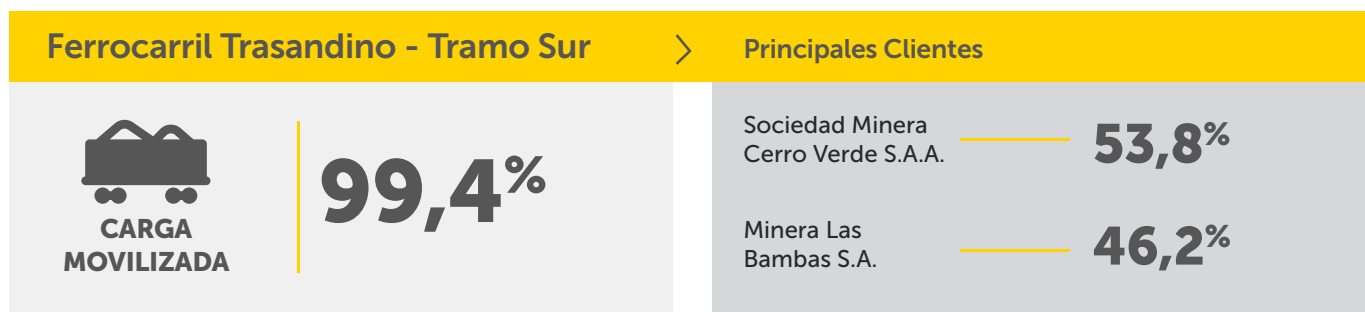 Ferrocarril Trasandino - Tramo Sur
CARGA
MOVILIZADA
99,4%
Principales Clientes
Sociedad Minera
Cerro Verde S.A.A.
53,8%
Minera Las
Bambas S.A.
46,2%